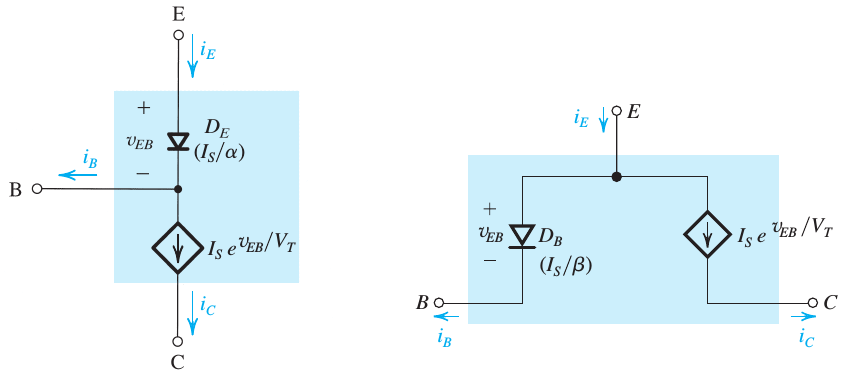 E
i_E
+
v_EB
−
D_E
(I_S/α)
i_B
B
I_S e^{v_EB/V_T}
i_C
C
i_E
E
+
v_EB
−
D_B
(I_S/β)
I_S e^{v_EB/V_T}
B
i_B
C
i_C